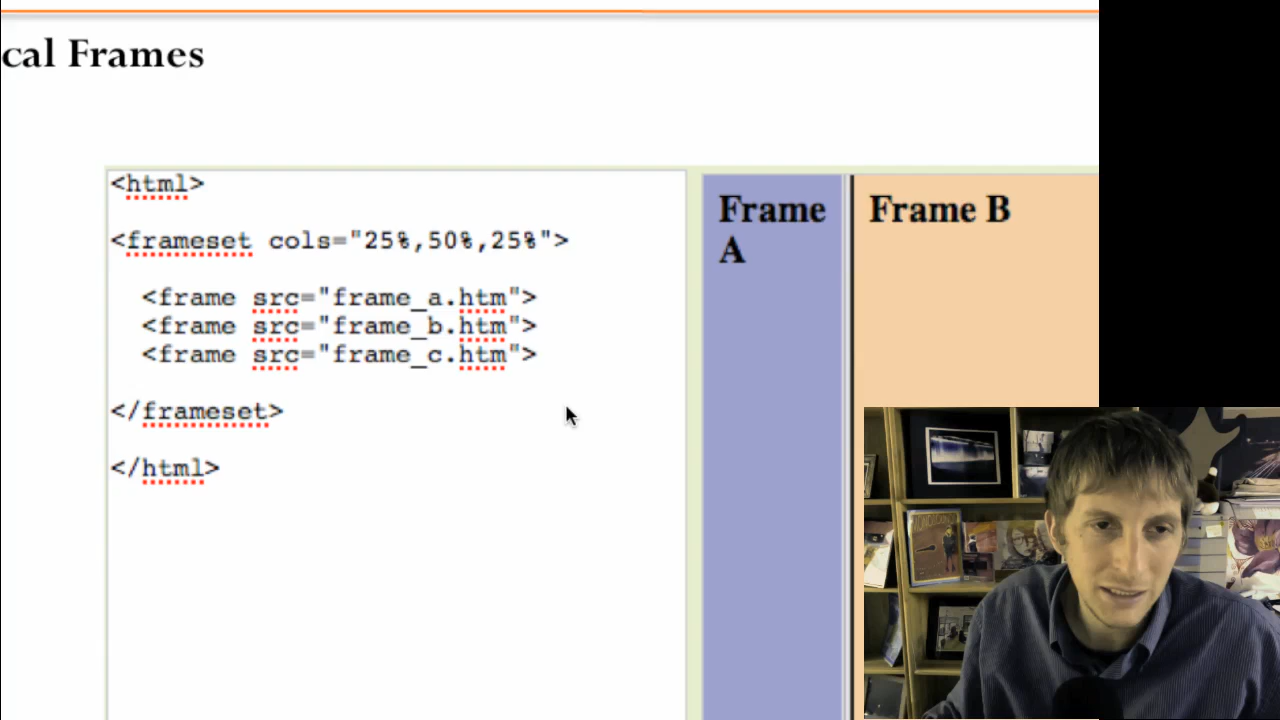 cal Frames
<html>
<frameset cols="25%,50%,25%">
<frame src="frame_a.htm">
<frame src="frame_b.htm">
<frame src="frame_c.htm">
</frameset>
</html>
Frame
A
Frame B